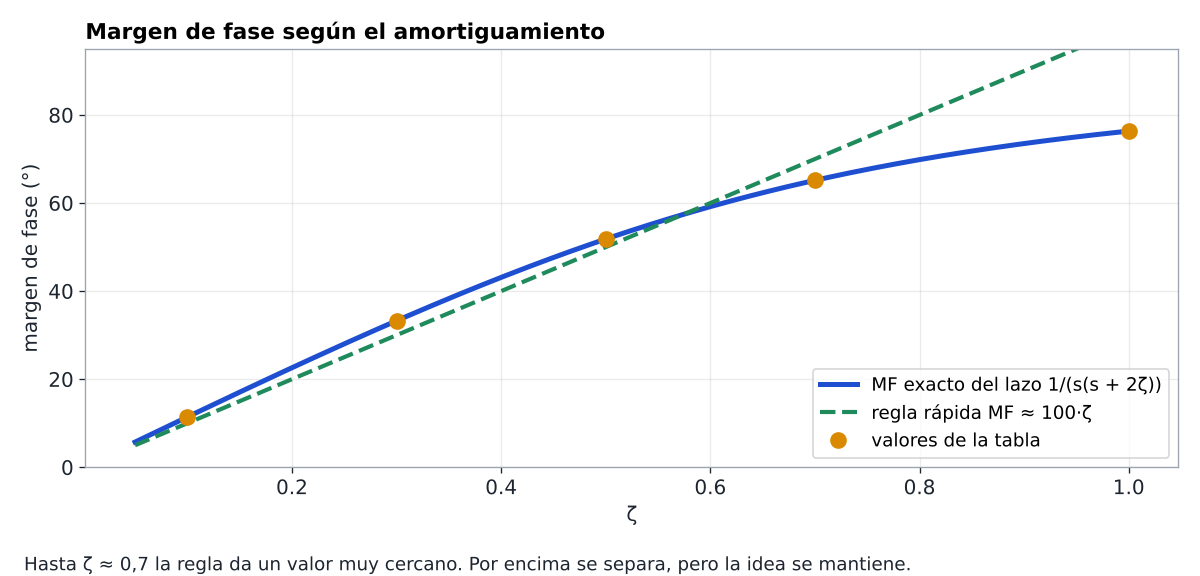 Margen de fase según el amortiguamiento
margen de fase (°)
80
60
40
20
0
0.2
0.4
0.6
0.8
1.0
ζ
MF exacto del lazo 1/(s(s + 2ζ))
regla rápida MF ≈ 100·ζ
valores de la tabla
Hasta ζ ≈ 0,7 la regla da un valor muy cercano. Por encima se separa, pero la idea se mantiene.